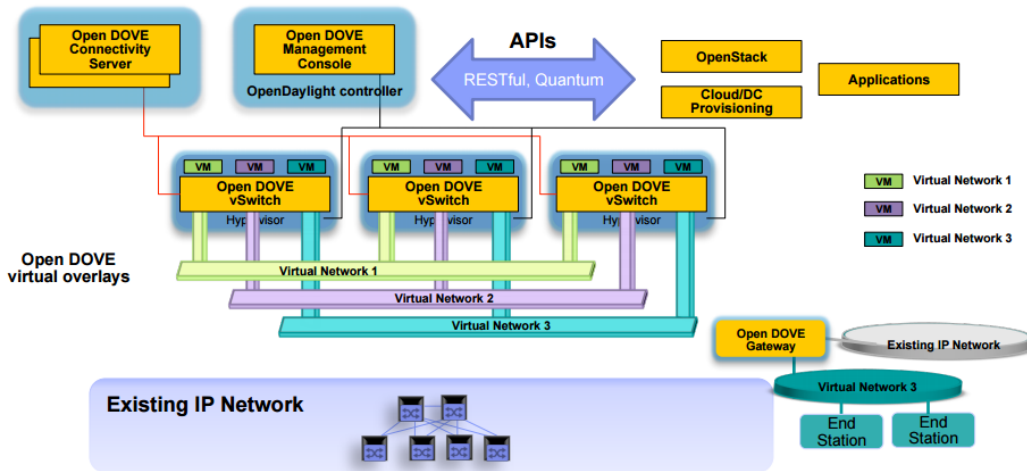 Open DOVE
Connectivity
Server
Open DOVE
Management
Console
OpenDaylight controller
APIs
RESTful, Quantum
OpenStack
Cloud/DC
Provisioning
Applications
VM
VM
VM
Open DOVE
vSwitch
Hypervisor
VM
VM
VM
Open DOVE
vSwitch
Hypervisor
VM
VM
VM
Open DOVE
vSwitch
Hypervisor
VM Virtual Network 1
VM Virtual Network 2
VM Virtual Network 3
Open DOVE
virtual overlays
Virtual Network 1
Virtual Network 2
Virtual Network 3
Open DOVE
Gateway
Existing IP Network
Virtual Network 3
End
Station
End
Station
Existing IP Network